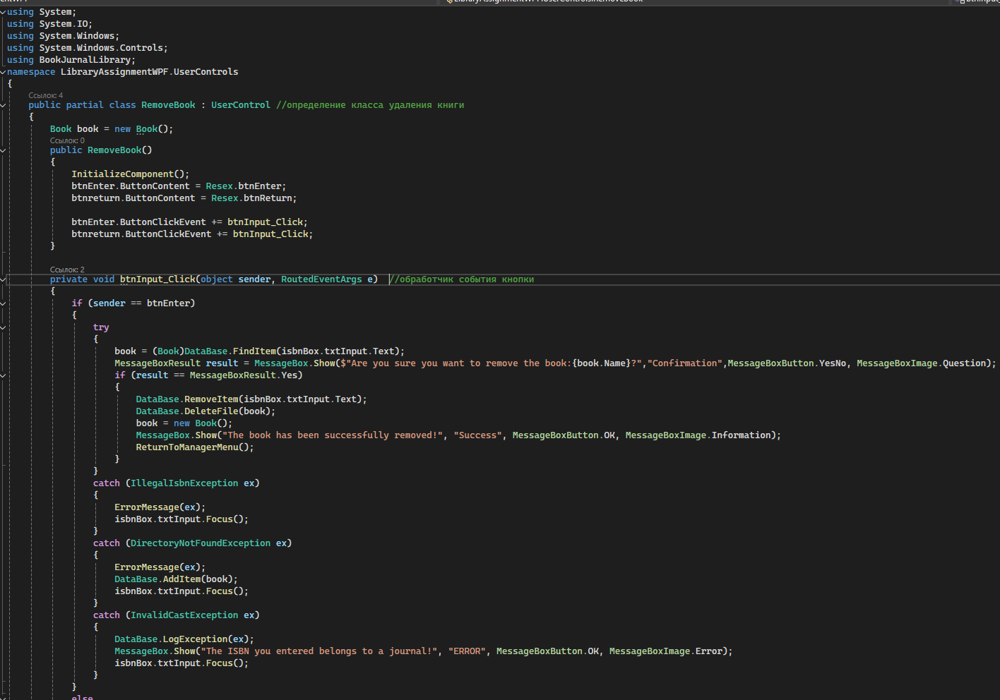 using System;
using System.IO;
using System.Windows;
using System.Windows.Controls;
using BookJurnalLibrary;
namespace LibraryAssignmentWPF.UserControls
{
Ссылок: 4
public partial class RemoveBook : UserControl //определение класса удаления книги
{
Book book = new Book();
Ссылок: 0
public RemoveBook()
{
InitializeComponent();
btnEnter.ButtonContent = Resex.btnEnter;
btnreturn.ButtonContent = Resex.btnReturn;
btnEnter.ButtonClickEvent += btnInput_Click;
btnreturn.ButtonClickEvent += btnInput_Click;
}
Ссылок: 2
private void btnInput_Click(object sender, RoutedEventArgs e) //обработчик события кнопки
{
if (sender == btnEnter)
{
try
{
book = (Book)DataBase.FindItem(isbnBox.txtInput.Text);
MessageBoxResult result = MessageBox.Show($"Are you sure you want to remove the book:{book.Name}?","Confirmation",MessageBoxButton.YesNo, MessageBoxImage.Question);
if (result == MessageBoxResult.Yes)
{
DataBase.RemoveItem(isbnBox.txtInput.Text);
DataBase.DeleteFile(book);
book = new Book();
MessageBox.Show("The book has been successfully removed!", "Success", MessageBoxButton.OK, MessageBoxImage.Information);
ReturnToManagerMenu();
}
}
catch (IllegalIsbnException ex)
{
ErrorMessage(ex);
isbnBox.txtInput.Focus();
}
catch (DirectoryNotFoundException ex)
{
ErrorMessage(ex);
DataBase.AddItem(book);
isbnBox.txtInput.Focus();
}
catch (InvalidCastException ex)
{
DataBase.LogException(ex);
MessageBox.Show("The ISBN you entered belongs to a journal!", "ERROR", MessageBoxButton.OK, MessageBoxImage.Error);
isbnBox.txtInput.Focus();
}
}
else